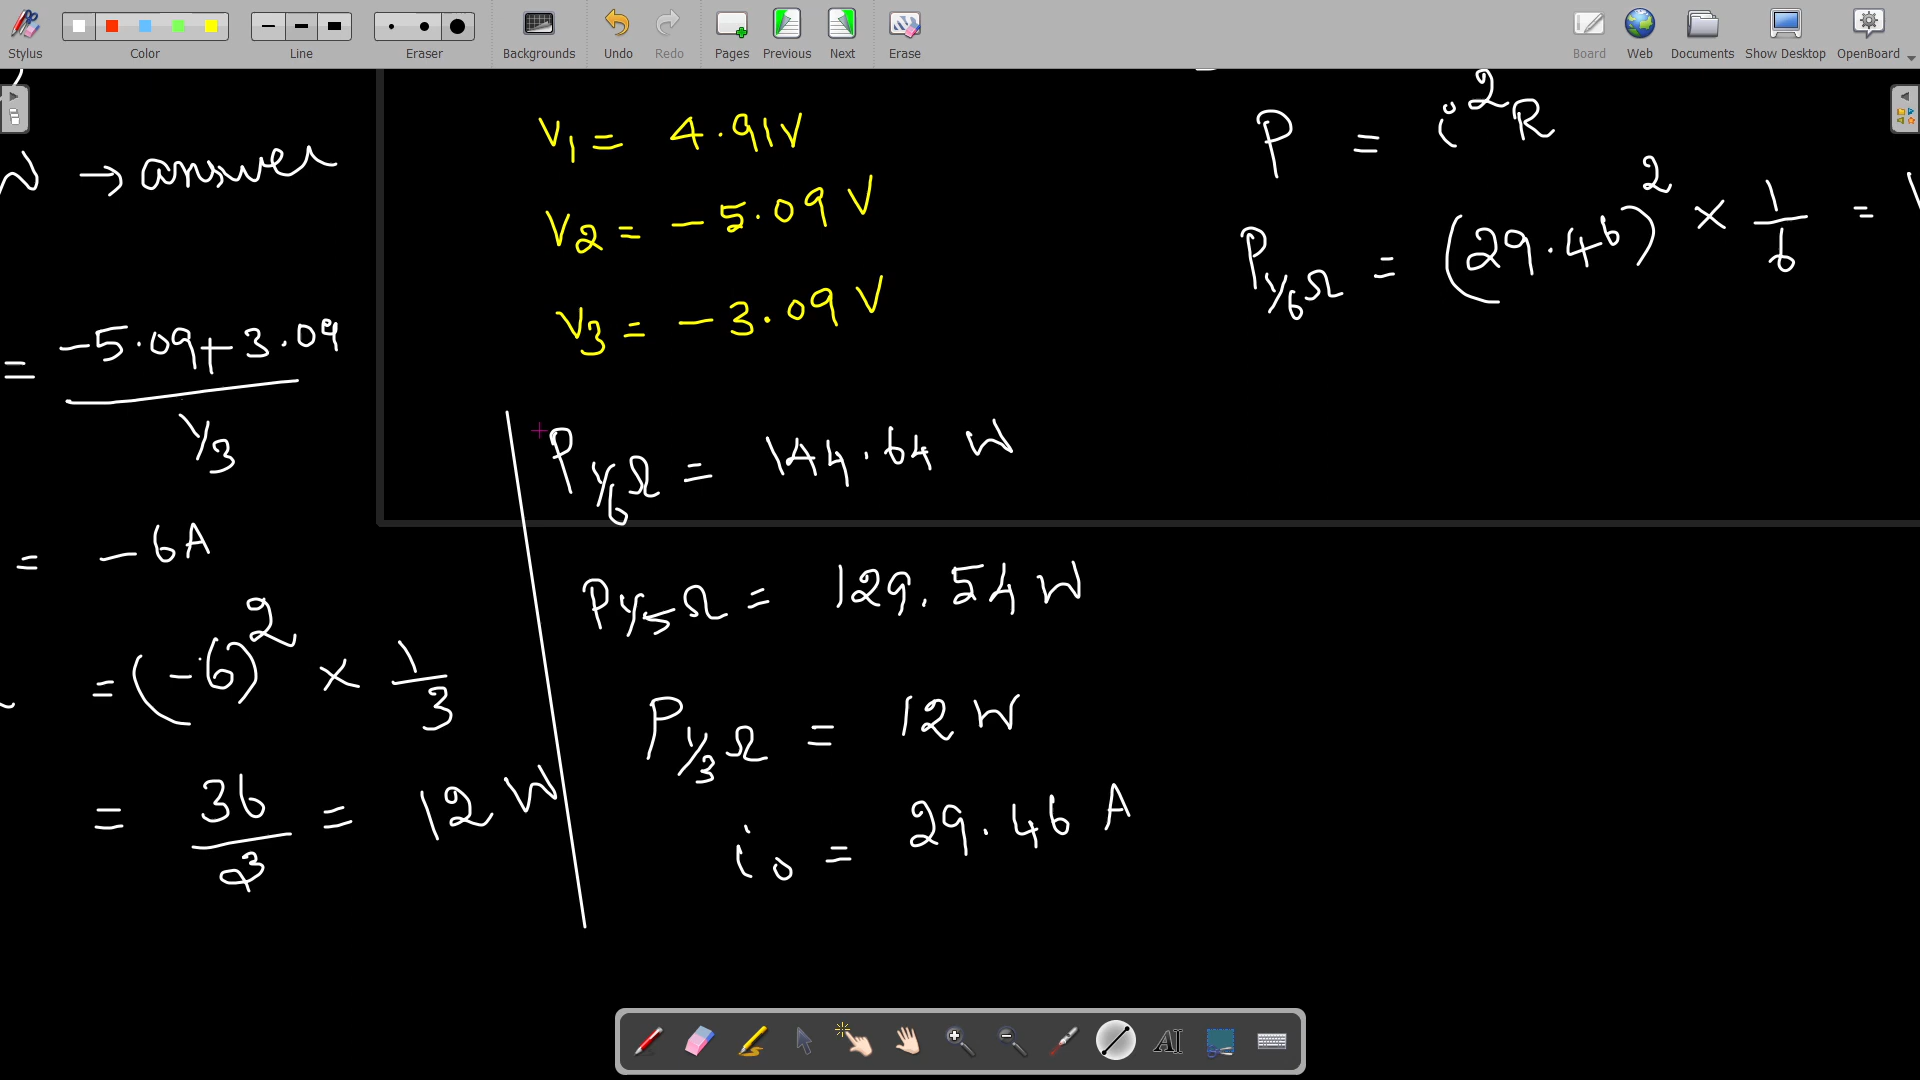 Stylus Color Line Eraser Backgrounds Undo Redo Pages Previous Next Erase Board Web Documents Show Desktop OpenBoard
W → answer
= (-5.09+3.09)/(1/3)
= -6A
= (-6)² × 1/3
= 36/3 = 12 W
V₁ = 4.91V
V₂ = -5.09 V
V₃ = -3.09 V
P₁/₆Ω = 144.64 W
P₁/₅Ω = 129.54 W
P₁/₃Ω = 12 W
i₀ = 29.46 A
P = i²R
P₁/₆Ω = (29.46)² × 1/6 =